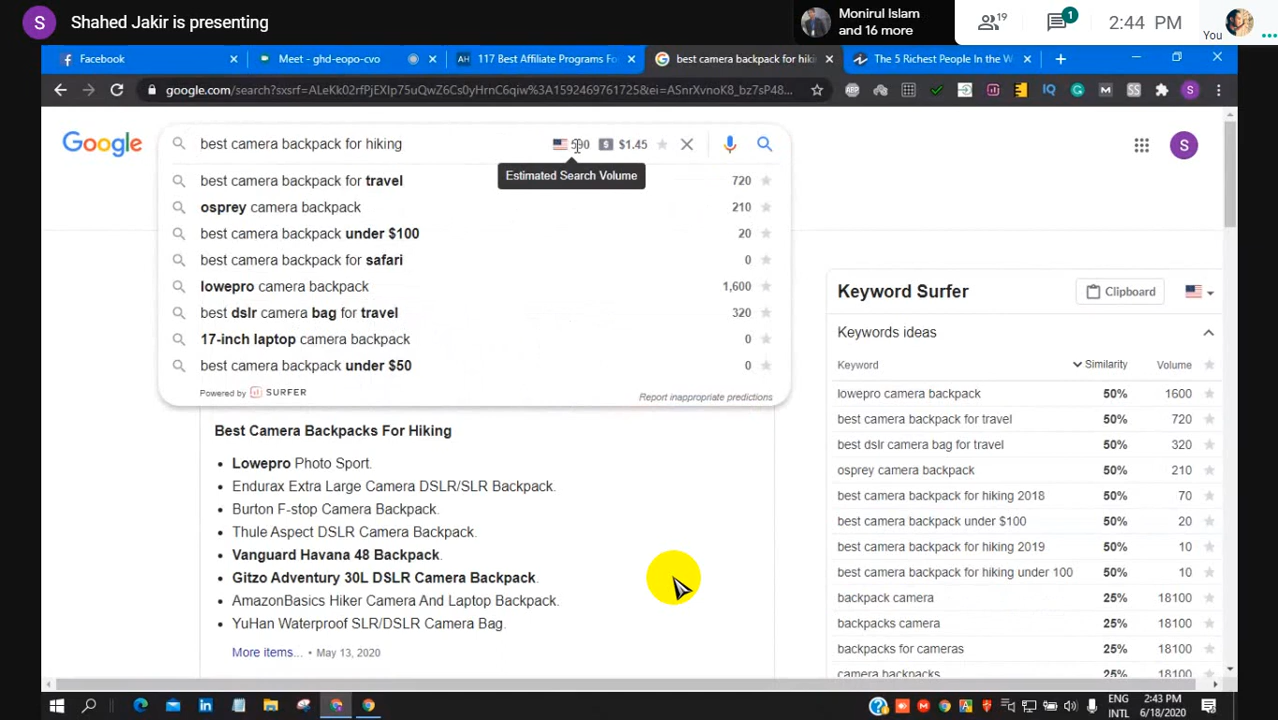 S Shahed Jakir is presenting
Monirul Islam
and 16 more
19
1
2:44 PM
You
Facebook
Meet - ghd-eopo-cvo
AH 117 Best Affiliate Programs Fo
best camera backpack for hiki
The 5 Richest People In the W
google.com/search?sxsrf=ALeKk02rfPjEXIp75uQwZ6Cs0yHrnC6qiw%3A1592469761725&ei=ASnrXvnoK8_bz7sP48...
Google
best camera backpack for hiking
590
$1.45
S
Estimated Search Volume
best camera backpack for travel 720
osprey camera backpack 210
best camera backpack under $100 20
best camera backpack for safari 0
lowepro camera backpack 1,600
best dslr camera bag for travel 320
17-inch laptop camera backpack 0
best camera backpack under $50 0
Powered by SURFER
Report inappropriate predictions
Best Camera Backpacks For Hiking
• Lowepro Photo Sport.
• Endurax Extra Large Camera DSLR/SLR Backpack.
• Burton F-stop Camera Backpack.
• Thule Aspect DSLR Camera Backpack.
• Vanguard Havana 48 Backpack.
• Gitzo Adventury 30L DSLR Camera Backpack.
• AmazonBasics Hiker Camera And Laptop Backpack.
• YuHan Waterproof SLR/DSLR Camera Bag.
More items... • May 13, 2020
Keyword Surfer
Clipboard
Keywords ideas
Keyword Similarity Volume
lowepro camera backpack 50% 1600
best camera backpack for travel 50% 720
best dslr camera bag for travel 50% 320
osprey camera backpack 50% 210
best camera backpack for hiking 2018 50% 70
best camera backpack under $100 50% 20
best camera backpack for hiking 2019 50% 10
best camera backpack for hiking under 100 50% 10
backpack camera 25% 18100
backpacks camera 25% 18100
backpacks for cameras 25% 18100
camera backpacks 25% 18100
ENG
INTL
2:43 PM
6/18/2020